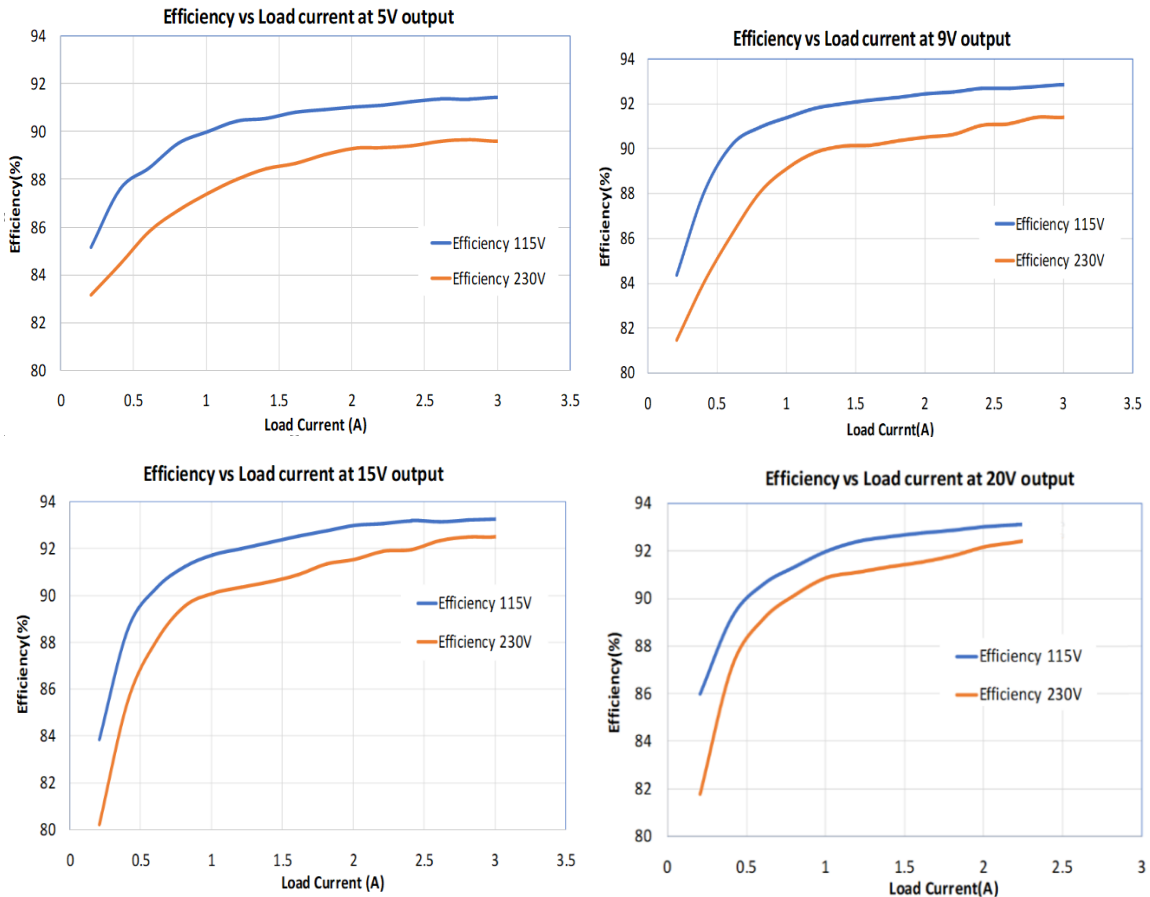 Efficiency vs Load current at 5V output
94
92
90
88
86
84
82
80
Efficiency(%)
Efficiency 115V
Efficiency 230V
0 0.5 1 1.5 2 2.5 3 3.5
Load Current (A)
Efficiency vs Load current at 9V output
94
92
90
88
86
84
82
80
Efficiency(%)
Efficiency 115V
Efficiency 230V
0 0.5 1 1.5 2 2.5 3 3.5
Load Currnt(A)
Efficiency vs Load current at 15V output
94
92
90
88
86
84
82
80
Efficiency(%)
Efficiency 115V
Efficiency 230V
0 0.5 1 1.5 2 2.5 3 3.5
Load Current (A)
Efficiency vs Load current at 20V output
94
92
90
88
86
84
82
80
Efficiency(%)
Efficiency 115V
Efficiency 230V
0 0.5 1 1.5 2 2.5 3
Load Current(A)